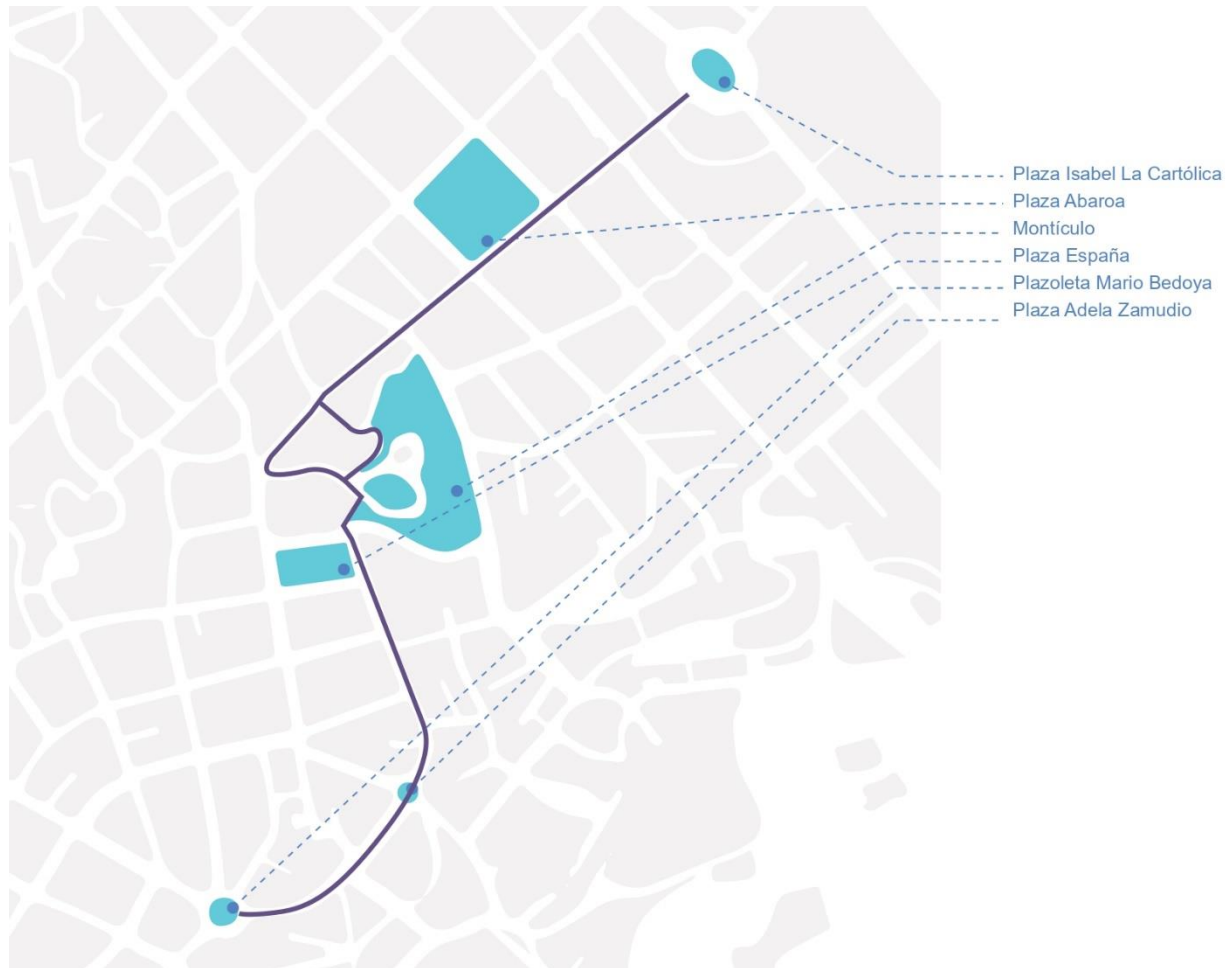 Plaza Isabel La Cartólica
Plaza Abaroa
Montículo
Plaza España
Plazoleta Mario Bedoya
Plaza Adela Zamudio